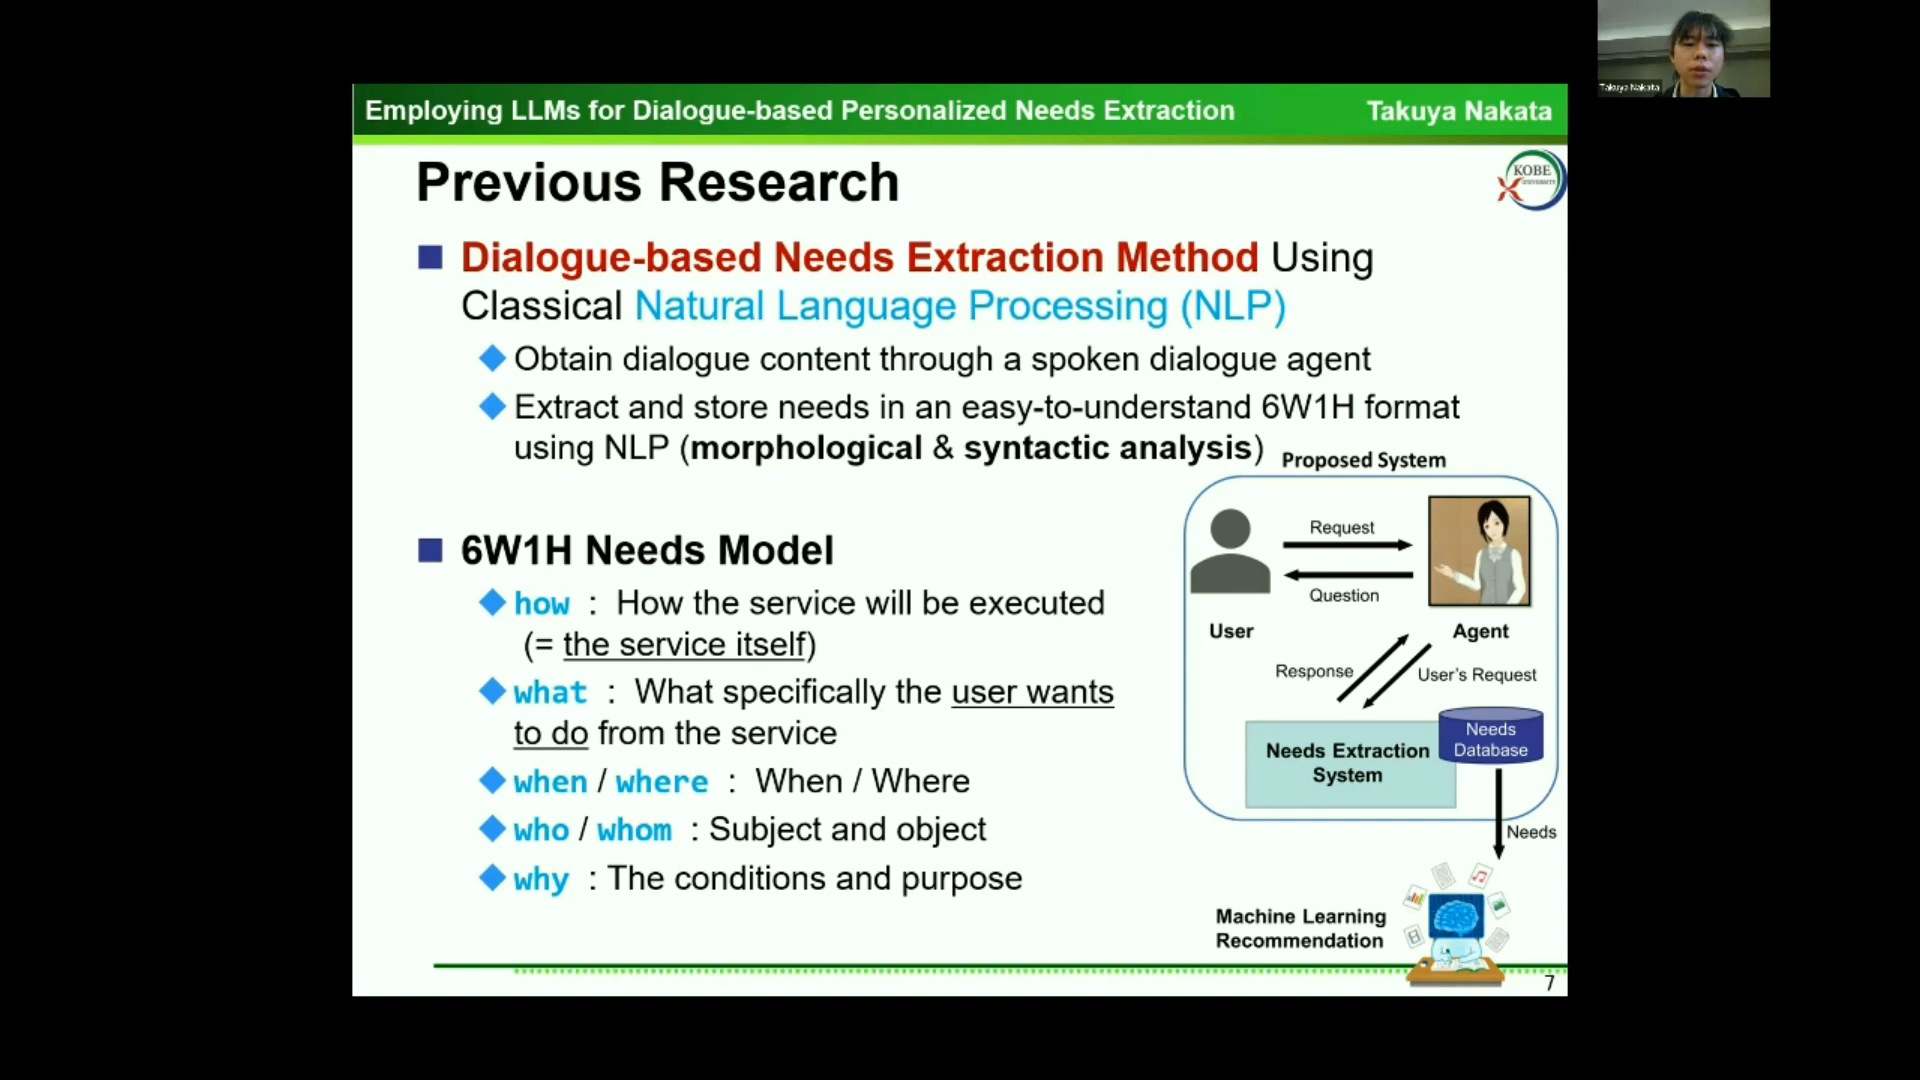 Takuya Nakata
Employing LLMs for Dialogue-based Personalized Needs Extraction
Takuya Nakata
Previous Research
KOBE
UNIVERSITY
Dialogue-based Needs Extraction Method Using
Classical Natural Language Processing (NLP)
Obtain dialogue content through a spoken dialogue agent
Extract and store needs in an easy-to-understand 6W1H format
using NLP (morphological & syntactic analysis)
6W1H Needs Model
how : How the service will be executed
(= the service itself)
what : What specifically the user wants
to do from the service
when / where : When / Where
who / whom : Subject and object
why : The conditions and purpose
Proposed System
Request
Question
User
Agent
Response
User's Request
Needs Extraction
System
Needs
Database
Needs
Machine Learning
Recommendation
7